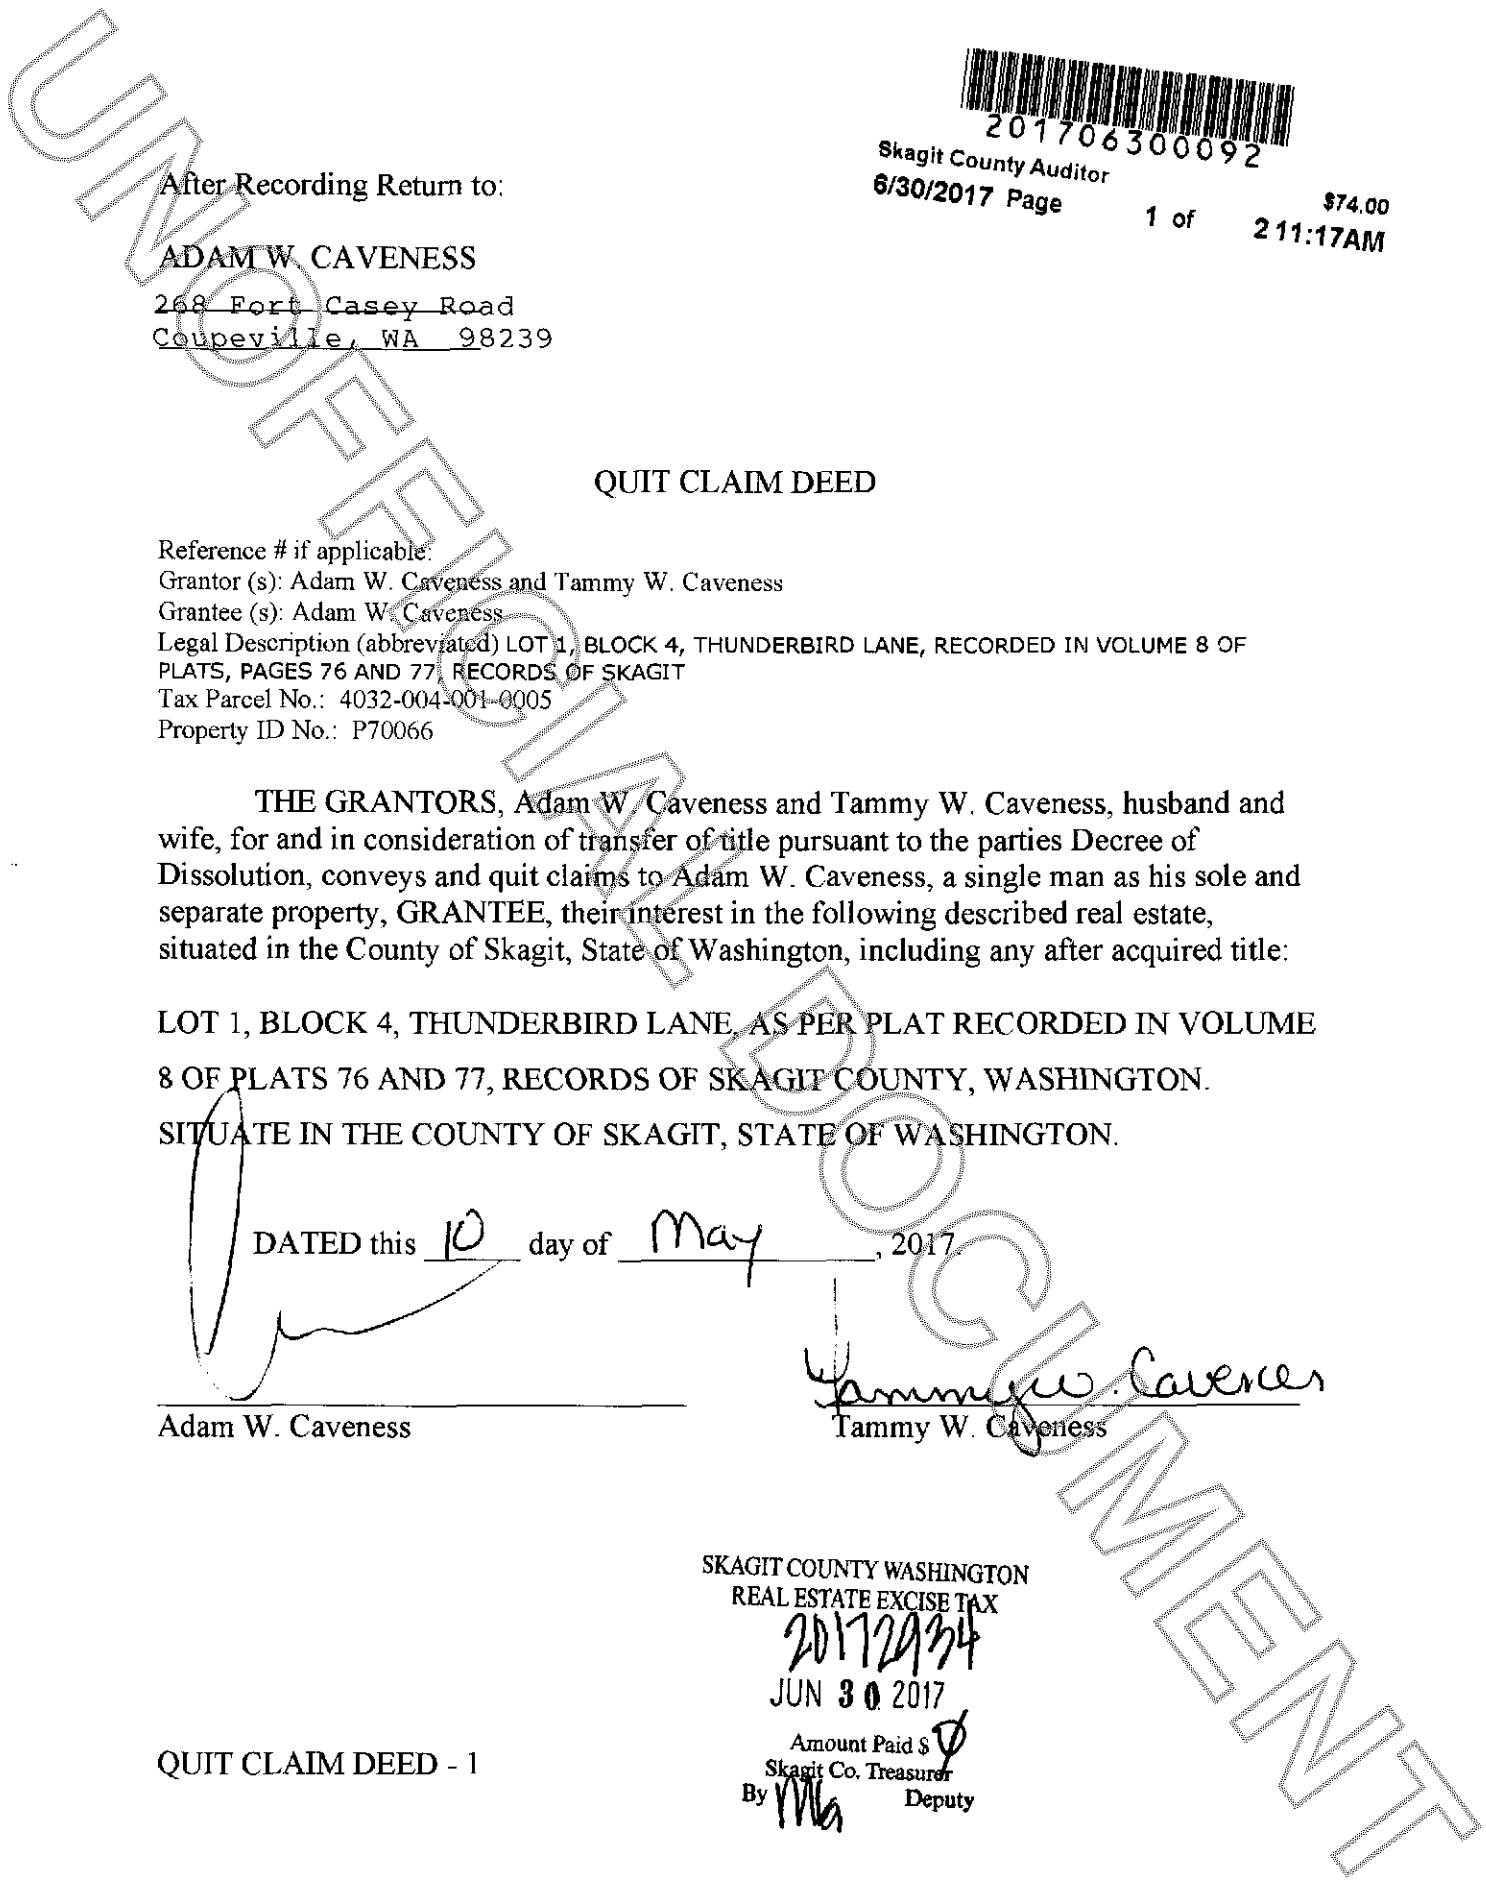 201706300092
Skagit County Auditor $74.00
6/30/2017 Page 1 of 2 11:17AM
After Recording Return to:
ADAM W. CAVENESS
268 Fort Casey Road
Coupeville, WA 98239
QUIT CLAIM DEED
Reference # if applicable:
Grantor (s): Adam W. Caveness and Tammy W. Caveness
Grantee (s): Adam W. Caveness
Legal Description (abbreviated) LOT 1, BLOCK 4, THUNDERBIRD LANE, RECORDED IN VOLUME 8 OF
PLATS, PAGES 76 AND 77, RECORDS OF SKAGIT
Tax Parcel No.: 4032-004-001-0005
Property ID No.: P70066
THE GRANTORS, Adam W. Caveness and Tammy W. Caveness, husband and
wife, for and in consideration of transfer of title pursuant to the parties Decree of
Dissolution, conveys and quit claims to Adam W. Caveness, a single man as his sole and
separate property, GRANTEE, their interest in the following described real estate,
situated in the County of Skagit, State of Washington, including any after acquired title:
LOT 1, BLOCK 4, THUNDERBIRD LANE, AS PER PLAT RECORDED IN VOLUME
8 OF PLATS 76 AND 77, RECORDS OF SKAGIT COUNTY, WASHINGTON.
SITUATE IN THE COUNTY OF SKAGIT, STATE OF WASHINGTON.
DATED this 10 day of May, 2017.
Tammy W. Caveness
Adam W. Caveness Tammy W. Caveness
SKAGIT COUNTY WASHINGTON
REAL ESTATE EXCISE TAX
20172934
JUN 30 2017
Amount Paid $ 0
Skagit Co. Treasurer
By Deputy
QUIT CLAIM DEED - 1
UNOFFICIAL DOCUMENT